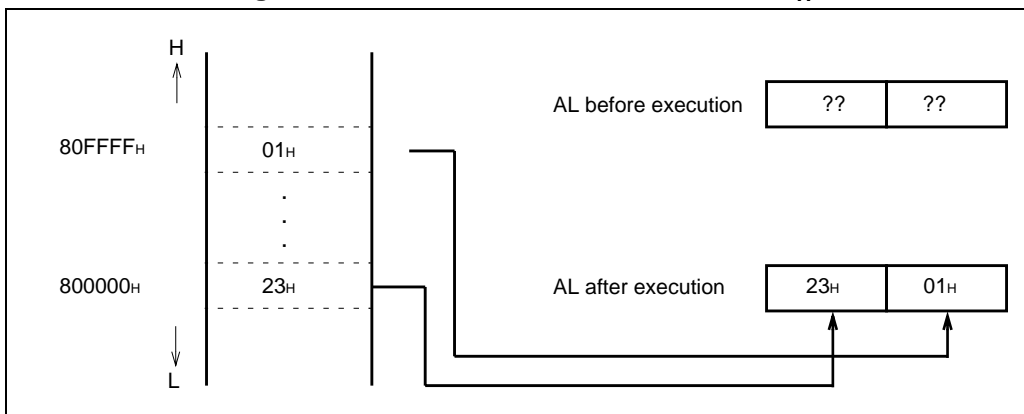 H
AL before execution ?? ??
80FFFFH 01H
.
.
.
800000H 23H AL after execution 23H 01H
L